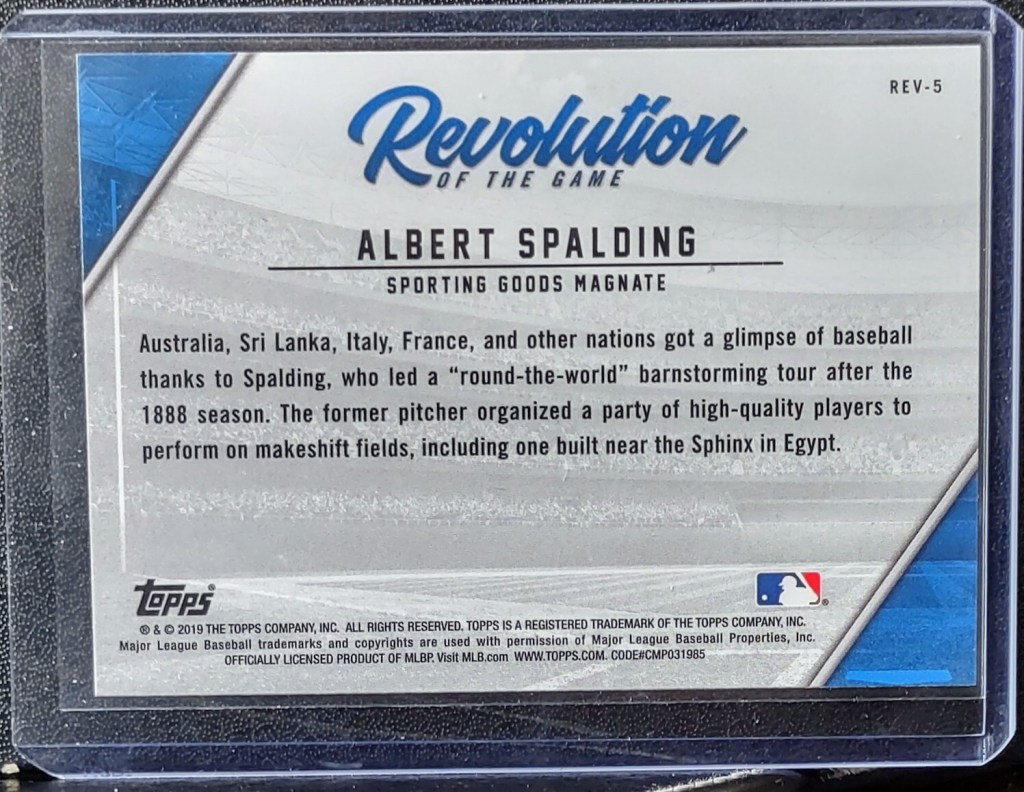 REV-5
Revolution
OF THE GAME
ALBERT SPALDING
SPORTING GOODS MAGNATE
Australia, Sri Lanka, Italy, France, and other nations got a glimpse of baseball
thanks to Spalding, who led a “round-the-world” barnstorming tour after the
1888 season. The former pitcher organized a party of high-quality players to
perform on makeshift fields, including one built near the Sphinx in Egypt.
Topps®
®
® & © 2019 THE TOPPS COMPANY, INC. ALL RIGHTS RESERVED. TOPPS IS A REGISTERED TRADEMARK OF THE TOPPS COMPANY, INC.
Major League Baseball trademarks and copyrights are used with permission of Major League Baseball Properties, Inc.
OFFICIALLY LICENSED PRODUCT OF MLBP. Visit MLB.com WWW.TOPPS.COM. CODE#CMP031985